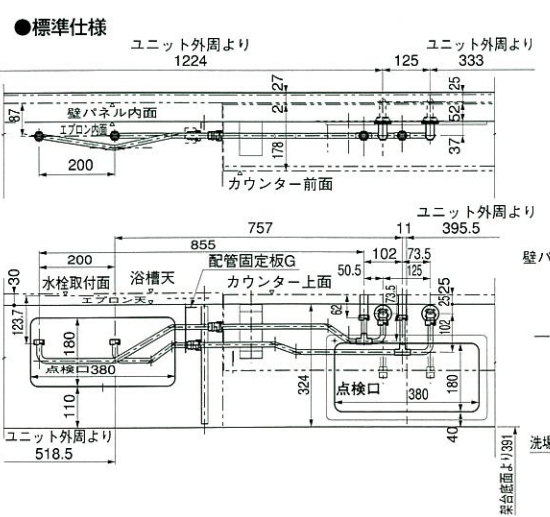 ●標準仕様
ユニット外周より
ユニット外周より
1224
125
333
27
25
87
壁パネル内面
2
52
エプロン内面
200
178
37
カウンター前面
ユニット外周より
757
11
395.5
855
102
73.5
壁パ
200
浴槽天
配管固定板G
50.5
125
30
水栓取付面
カウンター上面
73.5
25
エプロン天
62
25
123.7
102
180
点検口380
324
点検口
380
180
110
40
ユニット外周より
518.5
架台底面より391
洗場